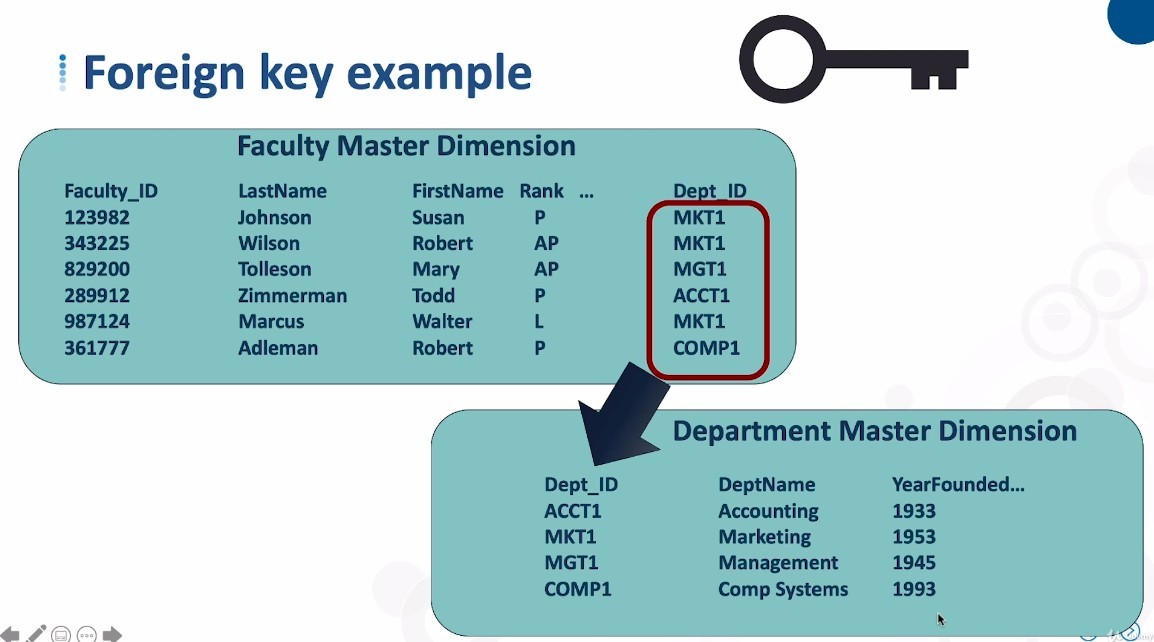 Foreign key example
Faculty Master Dimension
Faculty_ID LastName FirstName Rank ... Dept_ID
123982 Johnson Susan P MKT1
343225 Wilson Robert AP MKT1
829200 Tolleson Mary AP MGT1
289912 Zimmerman Todd P ACCT1
987124 Marcus Walter L MKT1
361777 Adleman Robert P COMP1
Department Master Dimension
Dept_ID DeptName YearFounded...
ACCT1 Accounting 1933
MKT1 Marketing 1953
MGT1 Management 1945
COMP1 Comp Systems 1993